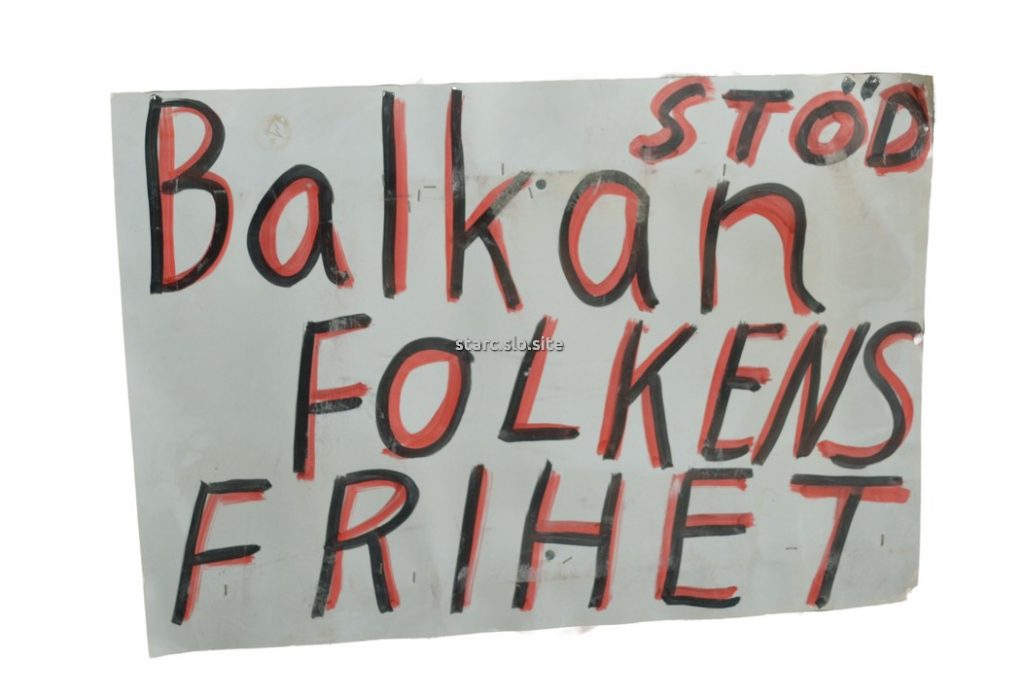 STÖD
Balkan
FOLKENS
FRIHET
starc.slo.site